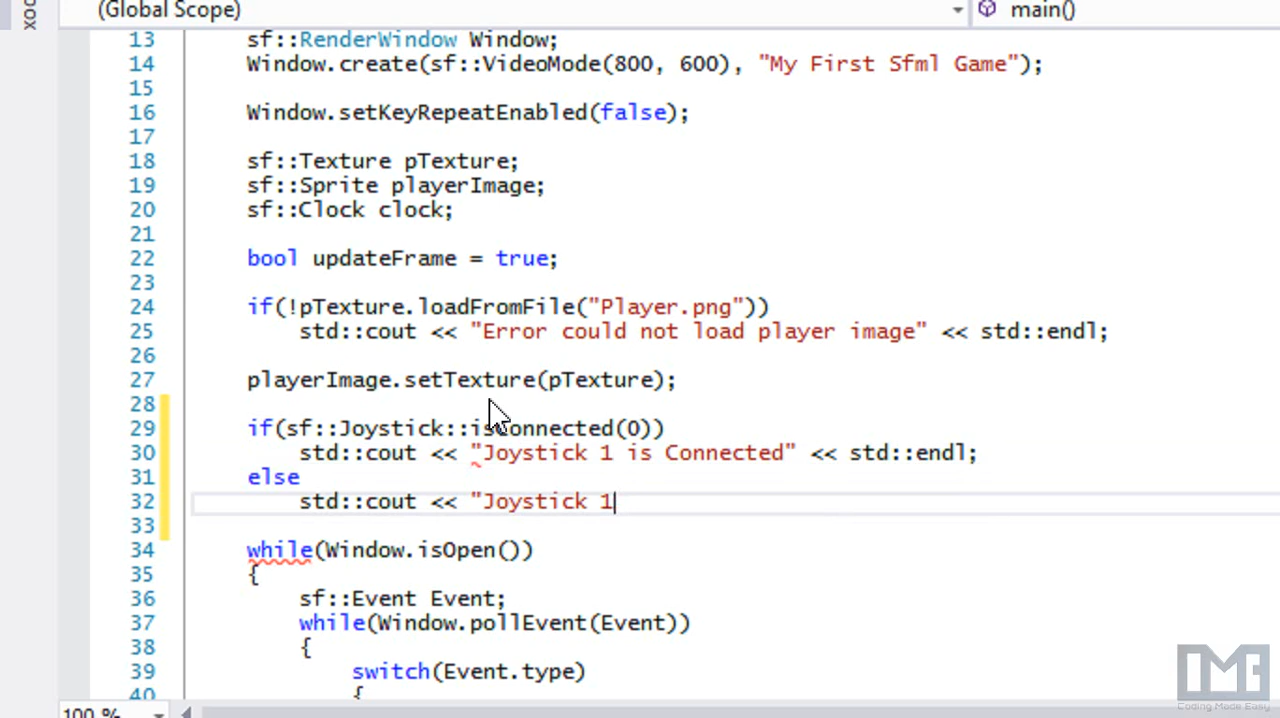 XO
(Global Scope)
main()
13 sf::RenderWindow Window;
14 Window.create(sf::VideoMode(800, 600), "My First Sfml Game");
15
16 Window.setKeyRepeatEnabled(false);
17
18 sf::Texture pTexture;
19 sf::Sprite playerImage;
20 sf::Clock clock;
21
22 bool updateFrame = true;
23
24 if(!pTexture.loadFromFile("Player.png"))
25 std::cout << "Error could not load player image" << std::endl;
26
27 playerImage.setTexture(pTexture);
28
29 if(sf::Joystick::isConnected(0))
30 std::cout << "Joystick 1 is Connected" << std::endl;
31 else
32 std::cout << "Joystick 1
33
34 while(Window.isOpen())
35 {
36 sf::Event Event;
37 while(Window.pollEvent(Event))
38 {
39 switch(Event.type)
40 {
100 %
IME
Coding Made Easy